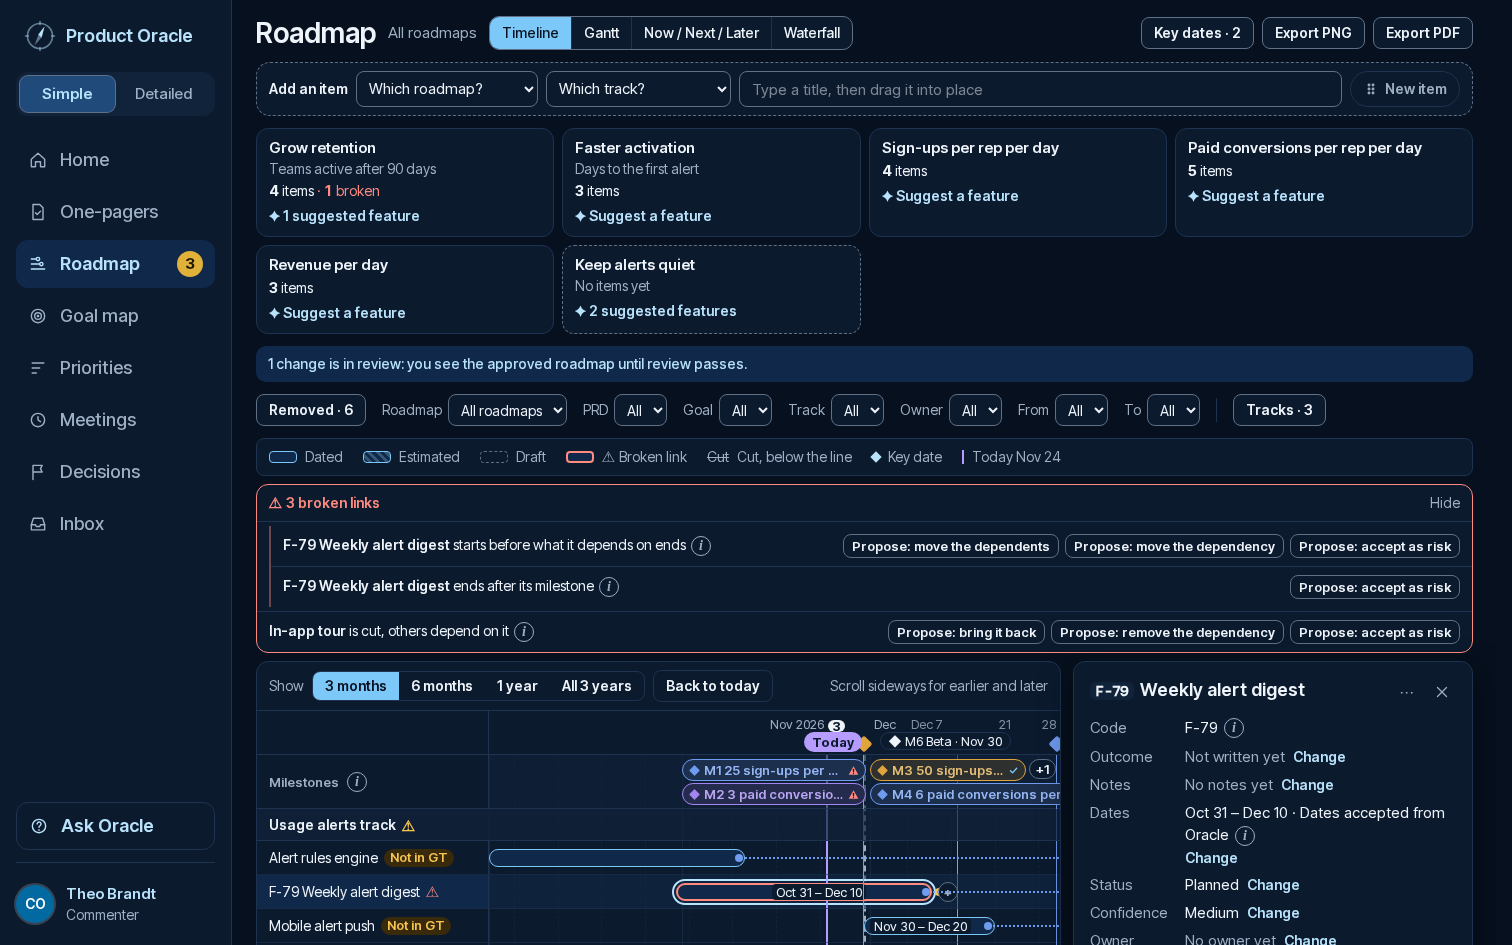 Product Oracle
Simple
Detailed
Home
One-pagers
Roadmap
3
Goal map
Priorities
Meetings
Decisions
Inbox
Ask Oracle
CO
Theo Brandt
Commenter
Roadmap
All roadmaps
Timeline
Gantt
Now / Next / Later
Waterfall
Key dates · 2
Export PNG
Export PDF
Add an item
Which roadmap?
Which track?
Type a title, then drag it into place
New item
Grow retention
Teams active after 90 days
4 items · 1 broken
✦ 1 suggested feature
Faster activation
Days to the first alert
3 items
✦ Suggest a feature
Sign-ups per rep per day
4 items
✦ Suggest a feature
Paid conversions per rep per day
5 items
✦ Suggest a feature
Revenue per day
3 items
✦ Suggest a feature
Keep alerts quiet
No items yet
✦ 2 suggested features
1 change is in review: you see the approved roadmap until review passes.
Removed · 6
Roadmap
All roadmaps
PRD
All
Goal
All
Track
All
Owner
All
From
All
To
All
Tracks · 3
Dated
Estimated
Draft
⚠ Broken link
Cut
Cut, below the line
Key date
Today Nov 24
⚠ 3 broken links
Hide
F-79 Weekly alert digest starts before what it depends on ends i
Propose: move the dependents
Propose: move the dependency
Propose: accept as risk
F-79 Weekly alert digest ends after its milestone i
Propose: accept as risk
In-app tour is cut, others depend on it i
Propose: bring it back
Propose: remove the dependency
Propose: accept as risk
Show
3 months
6 months
1 year
All 3 years
Back to today
Scroll sideways for earlier and later
Nov 2026 3
Dec
Dec 7
21
28
Today
M6 Beta · Nov 30
Milestones i
M1 25 sign-ups per ...
M3 50 sign-ups...
+1
M2 3 paid conversio...
M4 6 paid conversions per
Usage alerts track ⚠
Alert rules engine
Not in GT
F-79 Weekly alert digest ⚠
Oct 31 – Dec 10
Mobile alert push
Not in GT
Nov 30 – Dec 20
F-79
Weekly alert digest
...
Code
F-79 i
Outcome
Not written yet
Change
Notes
No notes yet
Change
Dates
Oct 31 – Dec 10 · Dates accepted from
Oracle i
Change
Status
Planned
Change
Confidence
Medium
Change
Owner
No owner yet
Change